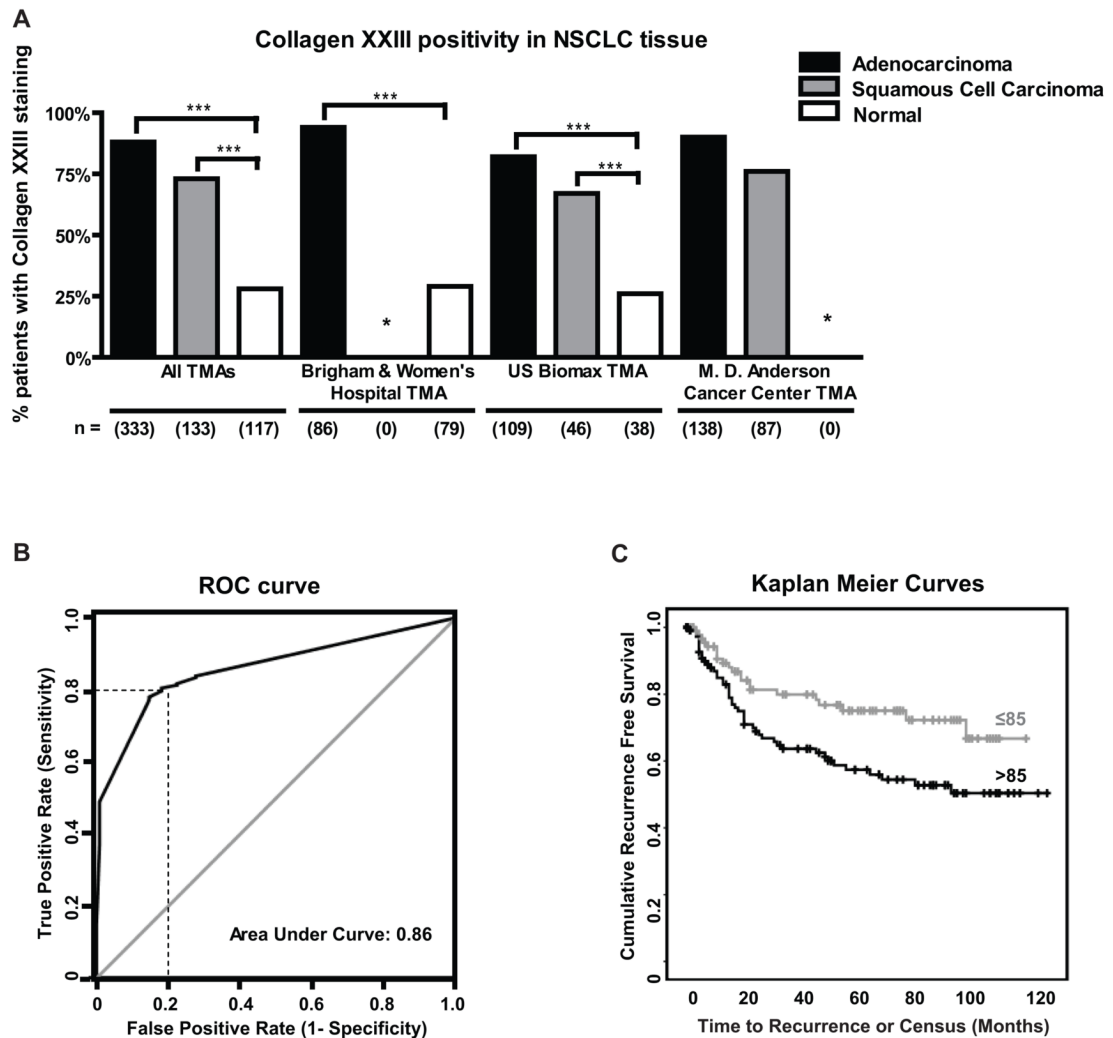 A
Collagen XXIII positivity in NSCLC tissue
Adenocarcinoma
Squamous Cell Carcinoma
Normal
% patients with Collagen XXIII staining
100%
75%
50%
25%
0%
*** *** *** *** ***
* *
All TMAs Brigham & Women's Hospital TMA US Biomax TMA M. D. Anderson Cancer Center TMA
n = (333) (133) (117) (86) (0) (79) (109) (46) (38) (138) (87) (0)
B
ROC curve
True Positive Rate (Sensitivity)
1.0
0.8
0.6
0.4
0.2
0
Area Under Curve: 0.86
0 0.2 0.4 0.6 0.8 1.0
False Positive Rate (1- Specificity)
C
Kaplan Meier Curves
Cumulative Recurrence Free Survival
1.0
0.8
0.6
0.4
0.2
0
≤85
>85
0 20 40 60 80 100 120
Time to Recurrence or Census (Months)